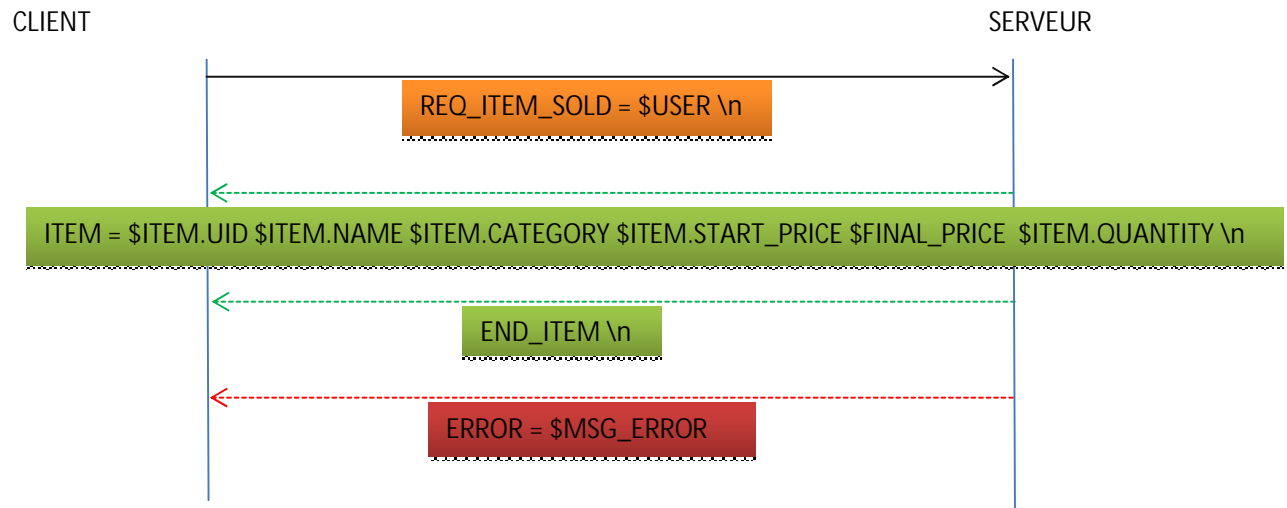 CLIENT
SERVEUR
REQ_ITEM_SOLD = $USER \n
ITEM = $ITEM.UID $ITEM.NAME $ITEM.CATEGORY $ITEM.START_PRICE $FINAL_PRICE  $ITEM.QUANTITY \n
END_ITEM \n
ERROR = $MSG_ERROR